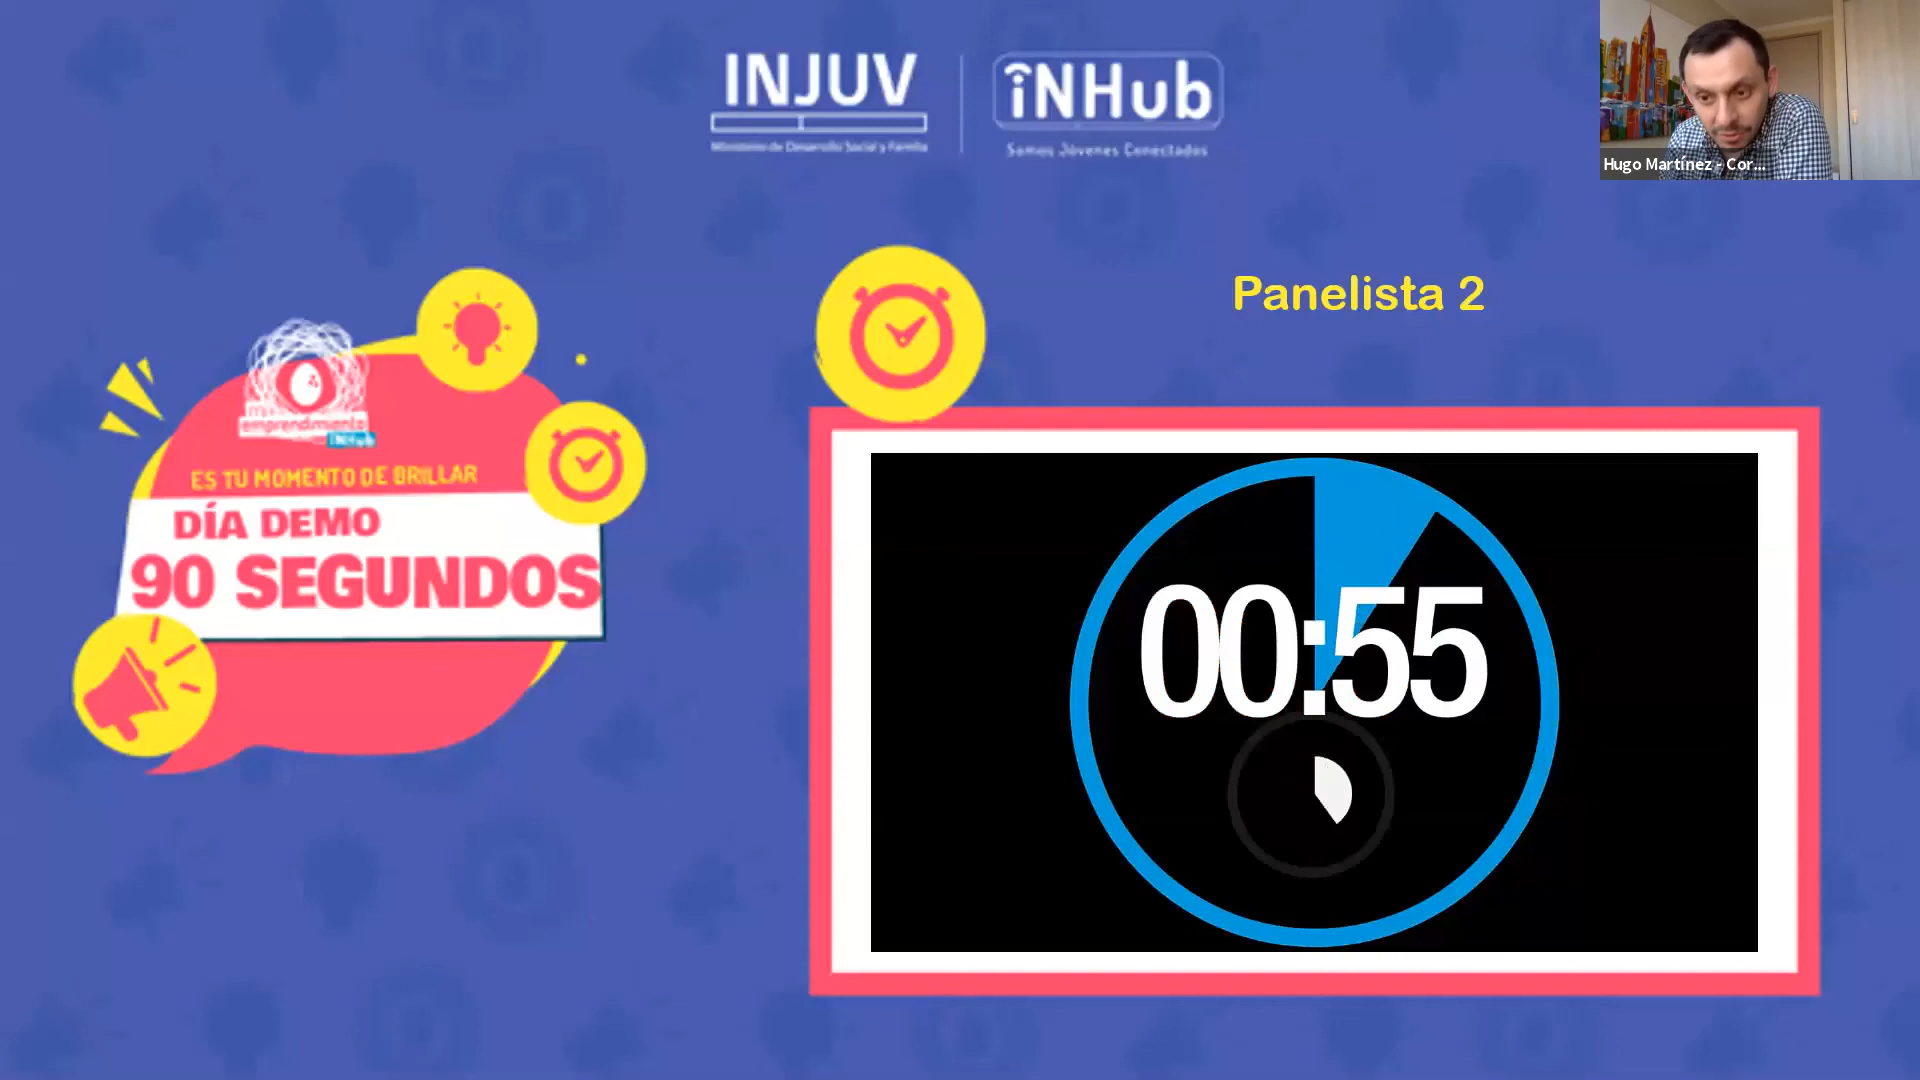 INJUV
Ministerio de Desarrollo Social y Familia
iNHub
Somos Jóvenes Conectados
Hugo Martínez - Cor...
Panelista 2
emprendimiento
INHub
ES TU MOMENTO DE BRILLAR
DÍA DEMO
90 SEGUNDOS
00:55